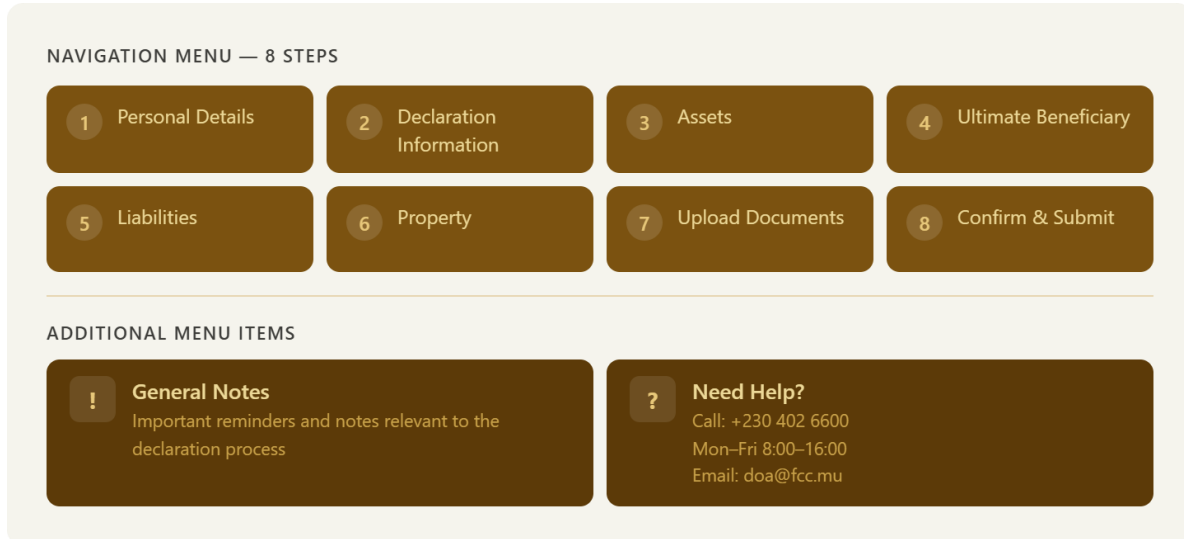 NAVIGATION MENU — 8 STEPS
1 Personal Details
2 Declaration
Information
3 Assets
4 Ultimate Beneficiary
5 Liabilities
6 Property
7 Upload Documents
8 Confirm & Submit
ADDITIONAL MENU ITEMS
! General Notes
Important reminders and notes relevant to the
declaration process
? Need Help?
Call: +230 402 6600
Mon–Fri 8:00–16:00
Email: doa@fcc.mu